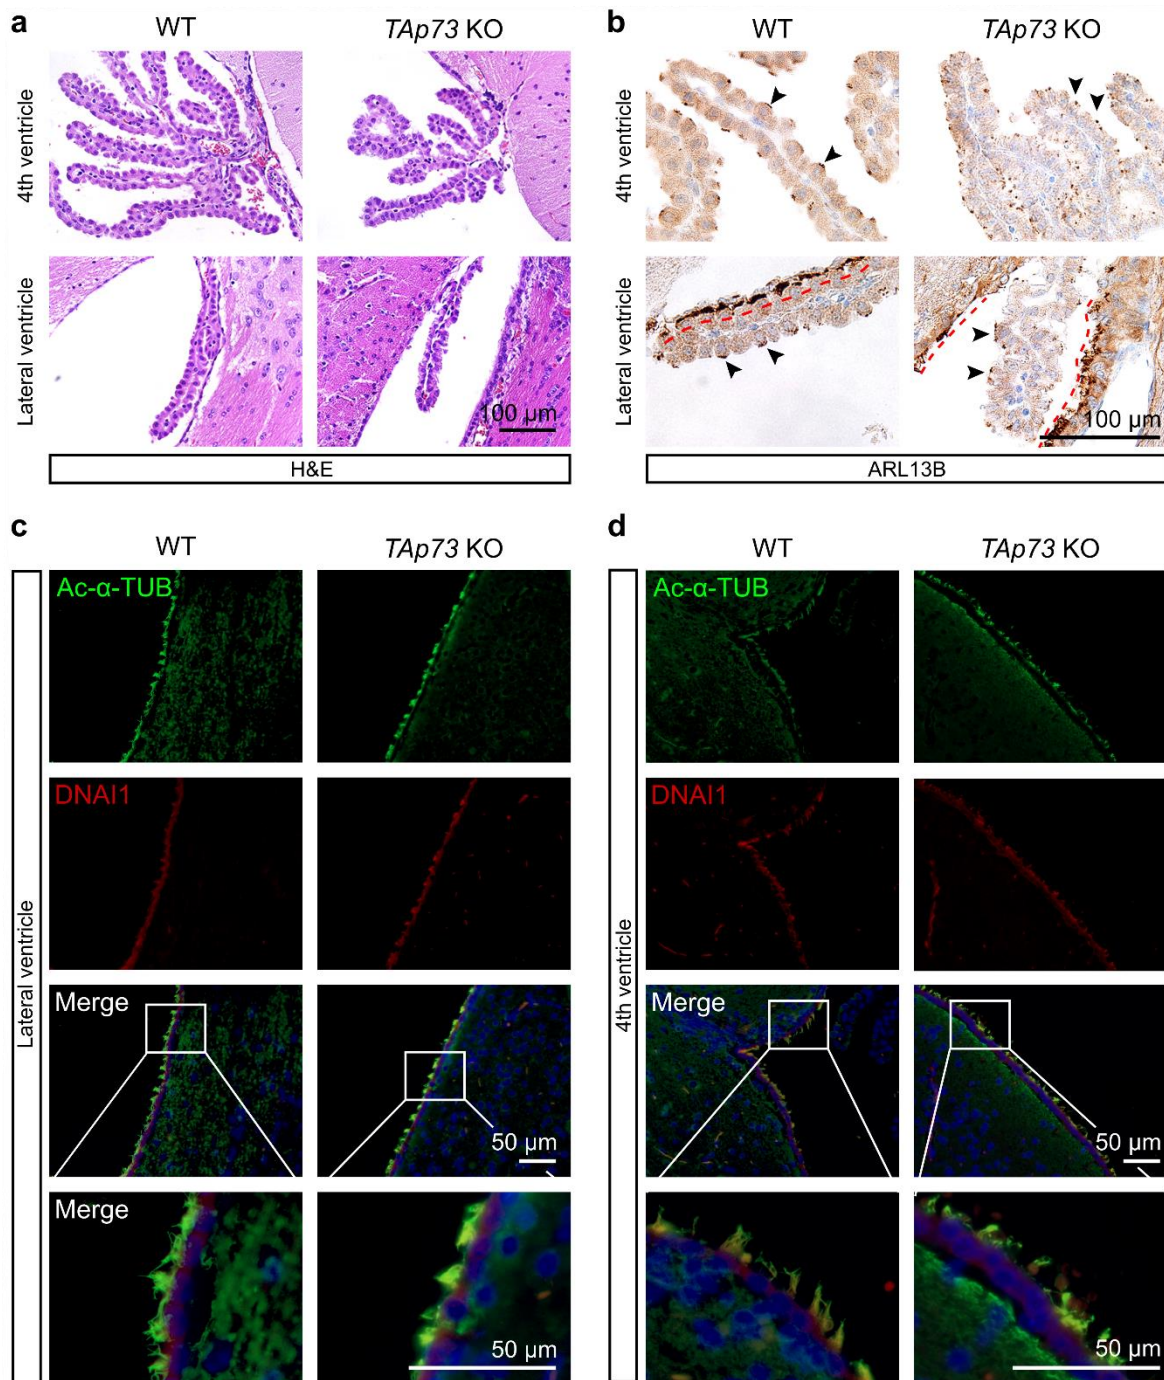 a
WT
TAp73 KO
4th ventricle
Lateral ventricle
100 µm
H&E
b
WT
TAp73 KO
4th ventricle
Lateral ventricle
100 µm
ARL13B
c
WT
TAp73 KO
Lateral ventricle
Ac-α-TUB
DNAI1
Merge
50 µm
Merge
50 µm
d
WT
TAp73 KO
4th ventricle
Ac-α-TUB
DNAI1
Merge
50 µm
Merge
50 µm